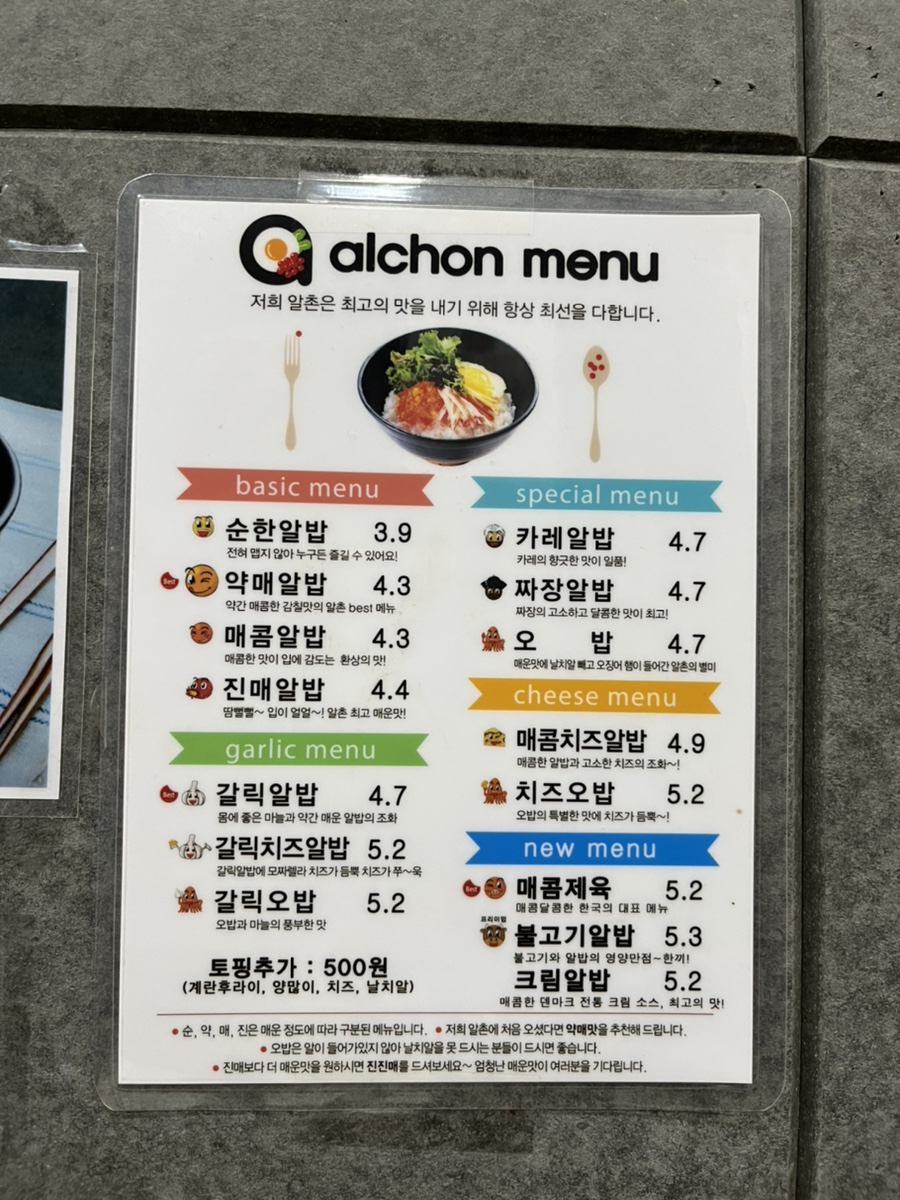 alchon menu
저희 알촌은 최고의 맛을 내기 위해 항상 최선을 다합니다.
basic menu
순한알밥 3.9
전혀 맵지 않아 누구든 즐길 수 있어요!
Best 약매알밥 4.3
약간 매콤한 감칠맛의 알촌 best 메뉴
매콤알밥 4.3
매콤한 맛이 입에 감도는 환상의 맛!
진매알밥 4.4
땀뻘뻘~ 입이 얼얼~! 알촌 최고 매운맛!
garlic menu
Best 갈릭알밥 4.7
몸에 좋은 마늘과 약간 매운 알밥의 조화
갈릭치즈알밥 5.2
갈릭알밥에 모짜렐라 치즈가 듬뿍 치즈가 쭈~욱
갈릭오밥 5.2
오밥과 마늘의 풍부한 맛
토핑추가 : 500원
(계란후라이, 양많이, 치즈, 날치알)
special menu
카레알밥 4.7
카레의 향긋한 맛이 일품!
짜장알밥 4.7
짜장의 고소하고 달콤한 맛이 최고!
오 밥 4.7
매운맛에 날치알 빼고 오징어 햄이 들어간 알촌의 별미
cheese menu
매콤치즈알밥 4.9
매콤한 알밥과 고소한 치즈의 조화~!
치즈오밥 5.2
오밥의 특별한 맛에 치즈가 듬뿍~!
new menu
Best 매콤제육 5.2
매콤달콤한 한국의 대표 메뉴
프리미엄
불고기알밥 5.3
불고기와 알밥의 영양만점~한끼!
크림알밥 5.2
매콤한 덴마크 전통 크림 소스, 최고의 맛!
• 순, 약, 매, 진은 매운 정도에 따라 구분된 메뉴입니다. • 저희 알촌에 처음 오셨다면 약매맛을 추천해 드립니다.
• 오밥은 알이 들어가있지 않아 날치알을 못 드시는 분들이 드시면 좋습니다.
• 진매보다 더 매운맛을 원하시면 진진매를 드셔보세요~ 엄청난 매운맛이 여러분을 기다립니다.